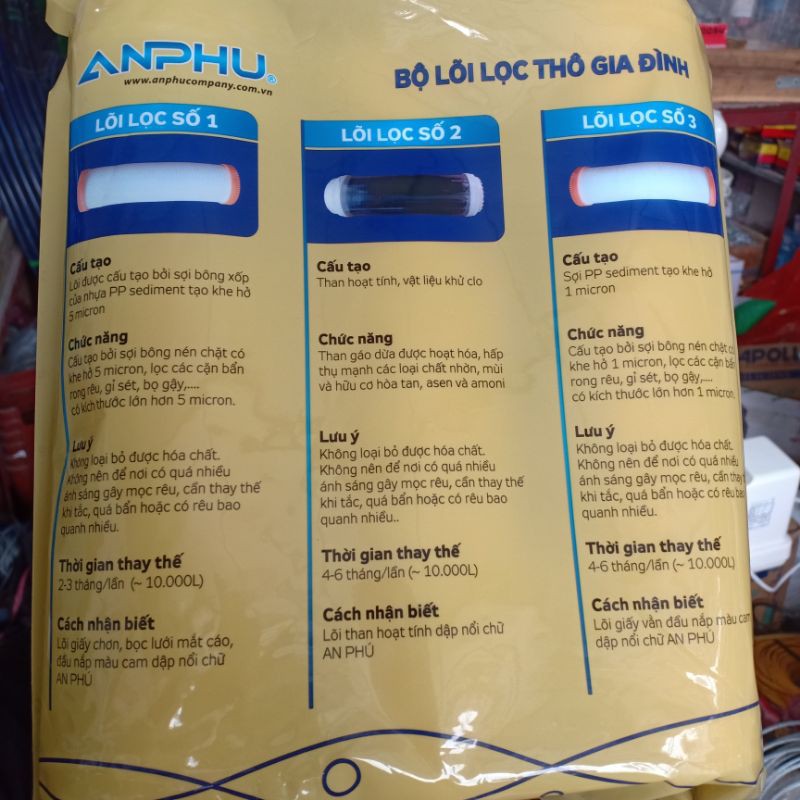 ANPHU®
www.anphucompany.com.vn
BỘ LÕI LỌC THÔ GIA ĐÌNH
LÕI LỌC SỐ 1
Cấu tạo
Lõi được cấu tạo bởi sợi bông xốp
của nhựa PP sediment tạo khe hở
5 micron
Chức năng
Cấu tạo bởi sợi bông nén chặt có
khe hở 5 micron, lọc các cặn bẩn
rong rêu, gỉ sét, bọ gậy,....
có kích thước lớn hơn 5 micron.
Lưu ý
Không loại bỏ được hóa chất.
Không nên để nơi có quá nhiều
ánh sáng gây mọc rêu, cần thay thế
khi tắc, quá bẩn hoặc có rêu bao
quanh nhiều.
Thời gian thay thế
2-3 tháng/lần (~ 10.000L)
Cách nhận biết
Lõi giấy chơn, bọc lưới mắt cáo,
đầu nắp màu cam dập nổi chữ
AN PHÚ
LÕI LỌC SỐ 2
Cấu tạo
Than hoạt tính, vật liệu khử clo
Chức năng
Than gáo dừa được hoạt hóa, hấp
thụ mạnh các loại chất nhờn, mùi
và hữu cơ hòa tan, asen và amoni
Lưu ý
Không loại bỏ được hóa chất.
Không nên để nơi có quá nhiều
ánh sáng gây mọc rêu, cần thay thế
khi tắc, quá bẩn hoặc có rêu bao
quanh nhiều..
Thời gian thay thế
4-6 tháng/lần (~ 10.000L)
Cách nhận biết
Lõi than hoạt tính dập nổi chữ
AN PHÚ
LÕI LỌC SỐ 3
Cấu tạo
Sợi PP sediment tạo khe hở
1 micron
Chức năng
Cấu tạo bởi sợi bông nén chặt có
khe hở 1 micron, lọc các cặn bẩn
rong rêu, gỉ sét, bọ gậy,....
có kích thước lớn hơn 1 micron.
Lưu ý
Không loại bỏ được hóa chất.
Không nên để nơi có quá nhiều
ánh sáng gây mọc rêu, cần thay thế
khi tắc, quá bẩn hoặc có rêu bao
quanh nhiều.
Thời gian thay thế
4-6 tháng/lần (~ 10.000L)
Cách nhận biết
Lõi giấy vằn đầu nắp màu cam
dập nổi chữ AN PHÚ
APOLL